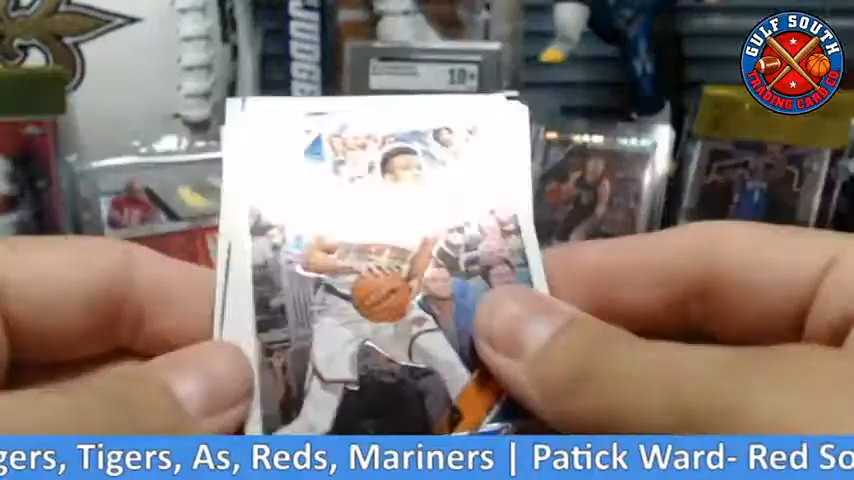 GULF SOUTH
TRADING CARD CO
10
gers, Tigers, As, Reds, Mariners | Patick Ward- Red So